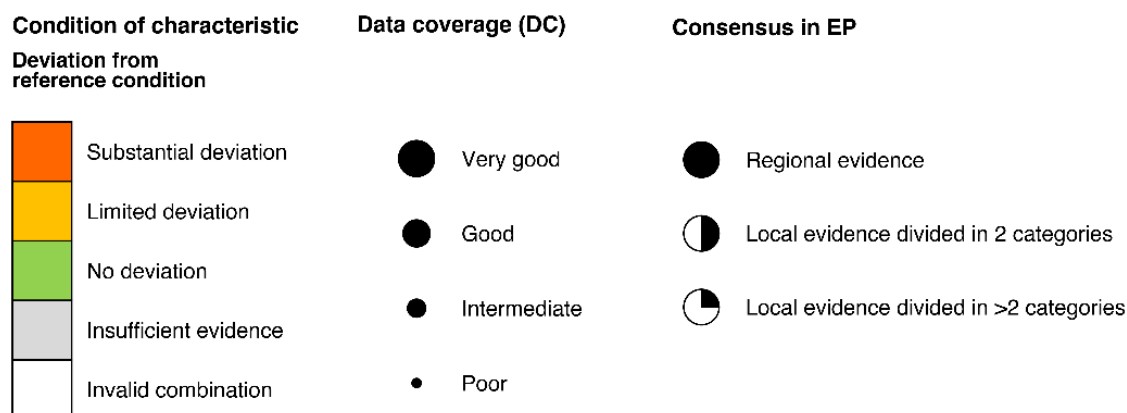 Condition of characteristic
Deviation from
reference condition
Substantial deviation
Limited deviation
No deviation
Insufficient evidence
Invalid combination
Data coverage (DC)
Very good
Good
Intermediate
Poor
Consensus in EP
Regional evidence
Local evidence divided in 2 categories
Local evidence divided in >2 categories